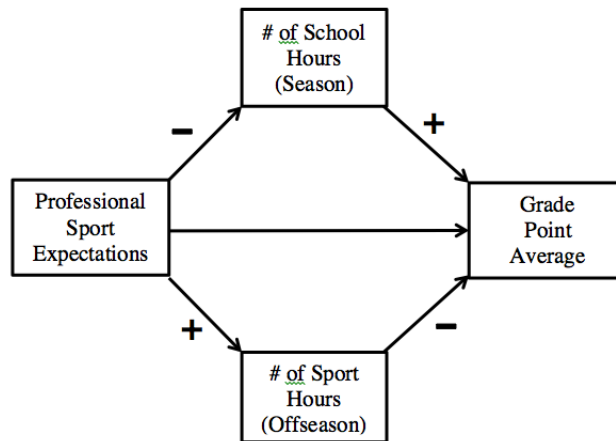 # of School
Hours
(Season)
–
+
Professional
Sport
Expectations
Grade
Point
Average
+
–
# of Sport
Hours
(Offseason)